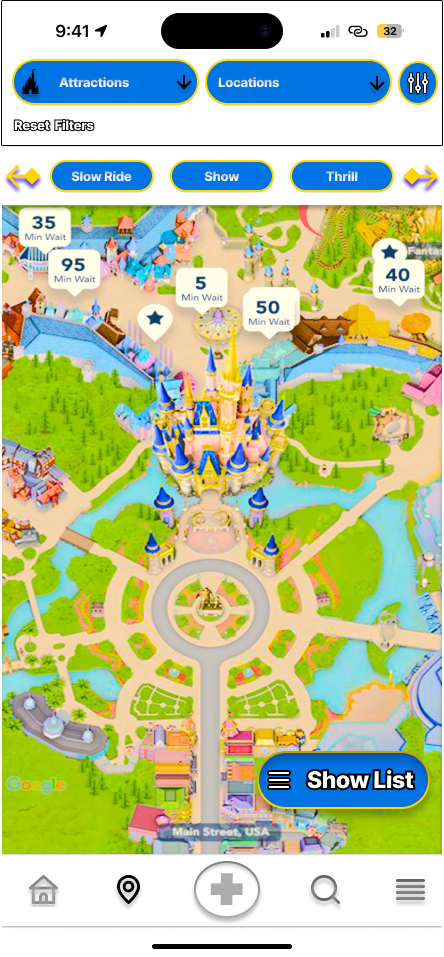 9:41
32
Attractions
Locations
Reset Filters
Slow Ride
Show
Thrill
35
Min Wait
95
Min Wait
5
Min Wait
50
Min Wait
Fantas
40
Min Wait
Google
Show List
Main Street, USA